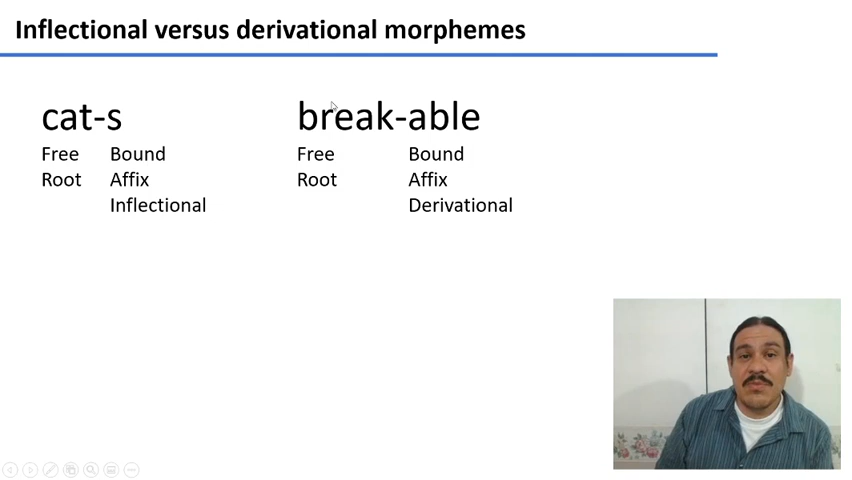 Inflectional versus derivational morphemes
cat-s
Free Bound
Root Affix
Inflectional
break-able
Free Bound
Root Affix
Derivational